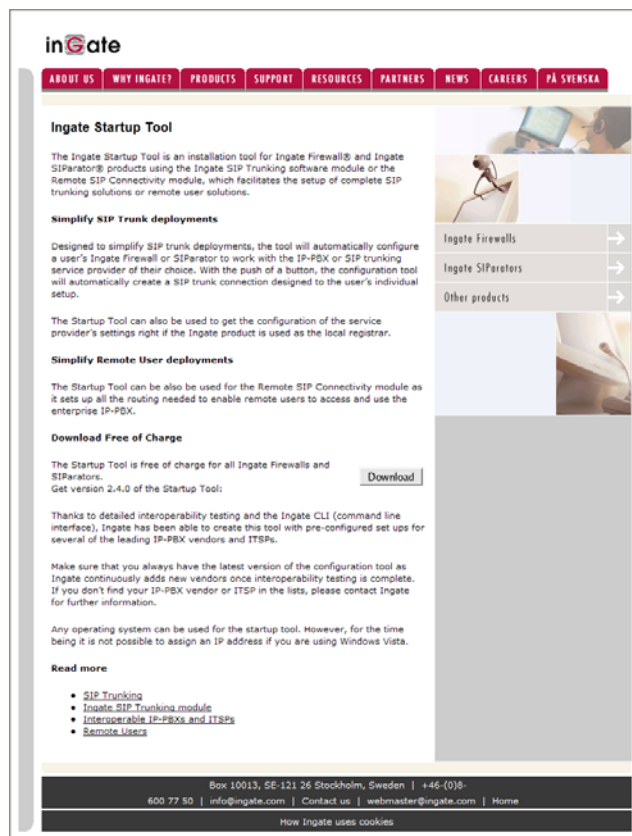 inGate
ABOUT US WHY INGATE? PRODUCTS SUPPORT RESOURCES PARTNERS NEWS CAREERS PÅ SVENSKA
Ingate Startup Tool
The Ingate Startup Tool is an installation tool for Ingate Firewall® and Ingate
SIParator® products using the Ingate SIP Trunking software module or the
Remote SIP Connectivity module, which facilitates the setup of complete SIP
trunking solutions or remote user solutions.
Simplify SIP Trunk deployments
Designed to simplify SIP trunk deployments, the tool will automatically configure
a user's Ingate Firewall or SIParator to work with the IP-PBX or SIP trunking
service provider of their choice. With the push of a button, the configuration tool
will automatically create a SIP trunk connection designed to the user's individual
setup.
The Startup Tool can also be used to get the configuration of the service
provider's settings right if the Ingate product is used as the local registrar.
Simplify Remote User deployments
The Startup Tool can be also be used for the Remote SIP Connectivity module as
it sets up all the routing needed to enable remote users to access and use the
enterprise IP-PBX.
Download Free of Charge
The Startup Tool is free of charge for all Ingate Firewalls and
SIParators.
Get version 2.4.0 of the Startup Tool:
Download
Thanks to detailed interoperability testing and the Ingate CLI (command line
interface), Ingate has been able to create this tool with pre-configured set ups for
several of the leading IP-PBX vendors and ITSPs.
Make sure that you always have the latest version of the configuration tool as
Ingate continuously adds new vendors once interoperability testing is complete.
If you don't find your IP-PBX vendor or ITSP in the lists, please contact Ingate
for further information.
Any operating system can be used for the startup tool. However, for the time
being it is not possible to assign an IP address if you are using Windows Vista.
Read more
• SIP Trunking
• Ingate SIP Trunking module
• Interoperable IP-PBXs and ITSPs
• Remote Users
Ingate Firewalls
Ingate SIParators
Other products
Box 10013, SE-121 26 Stockholm, Sweden | +46-(0)8-
600 77 50 | info@ingate.com | Contact us | webmaster@ingate.com | Home
How Ingate uses cookies